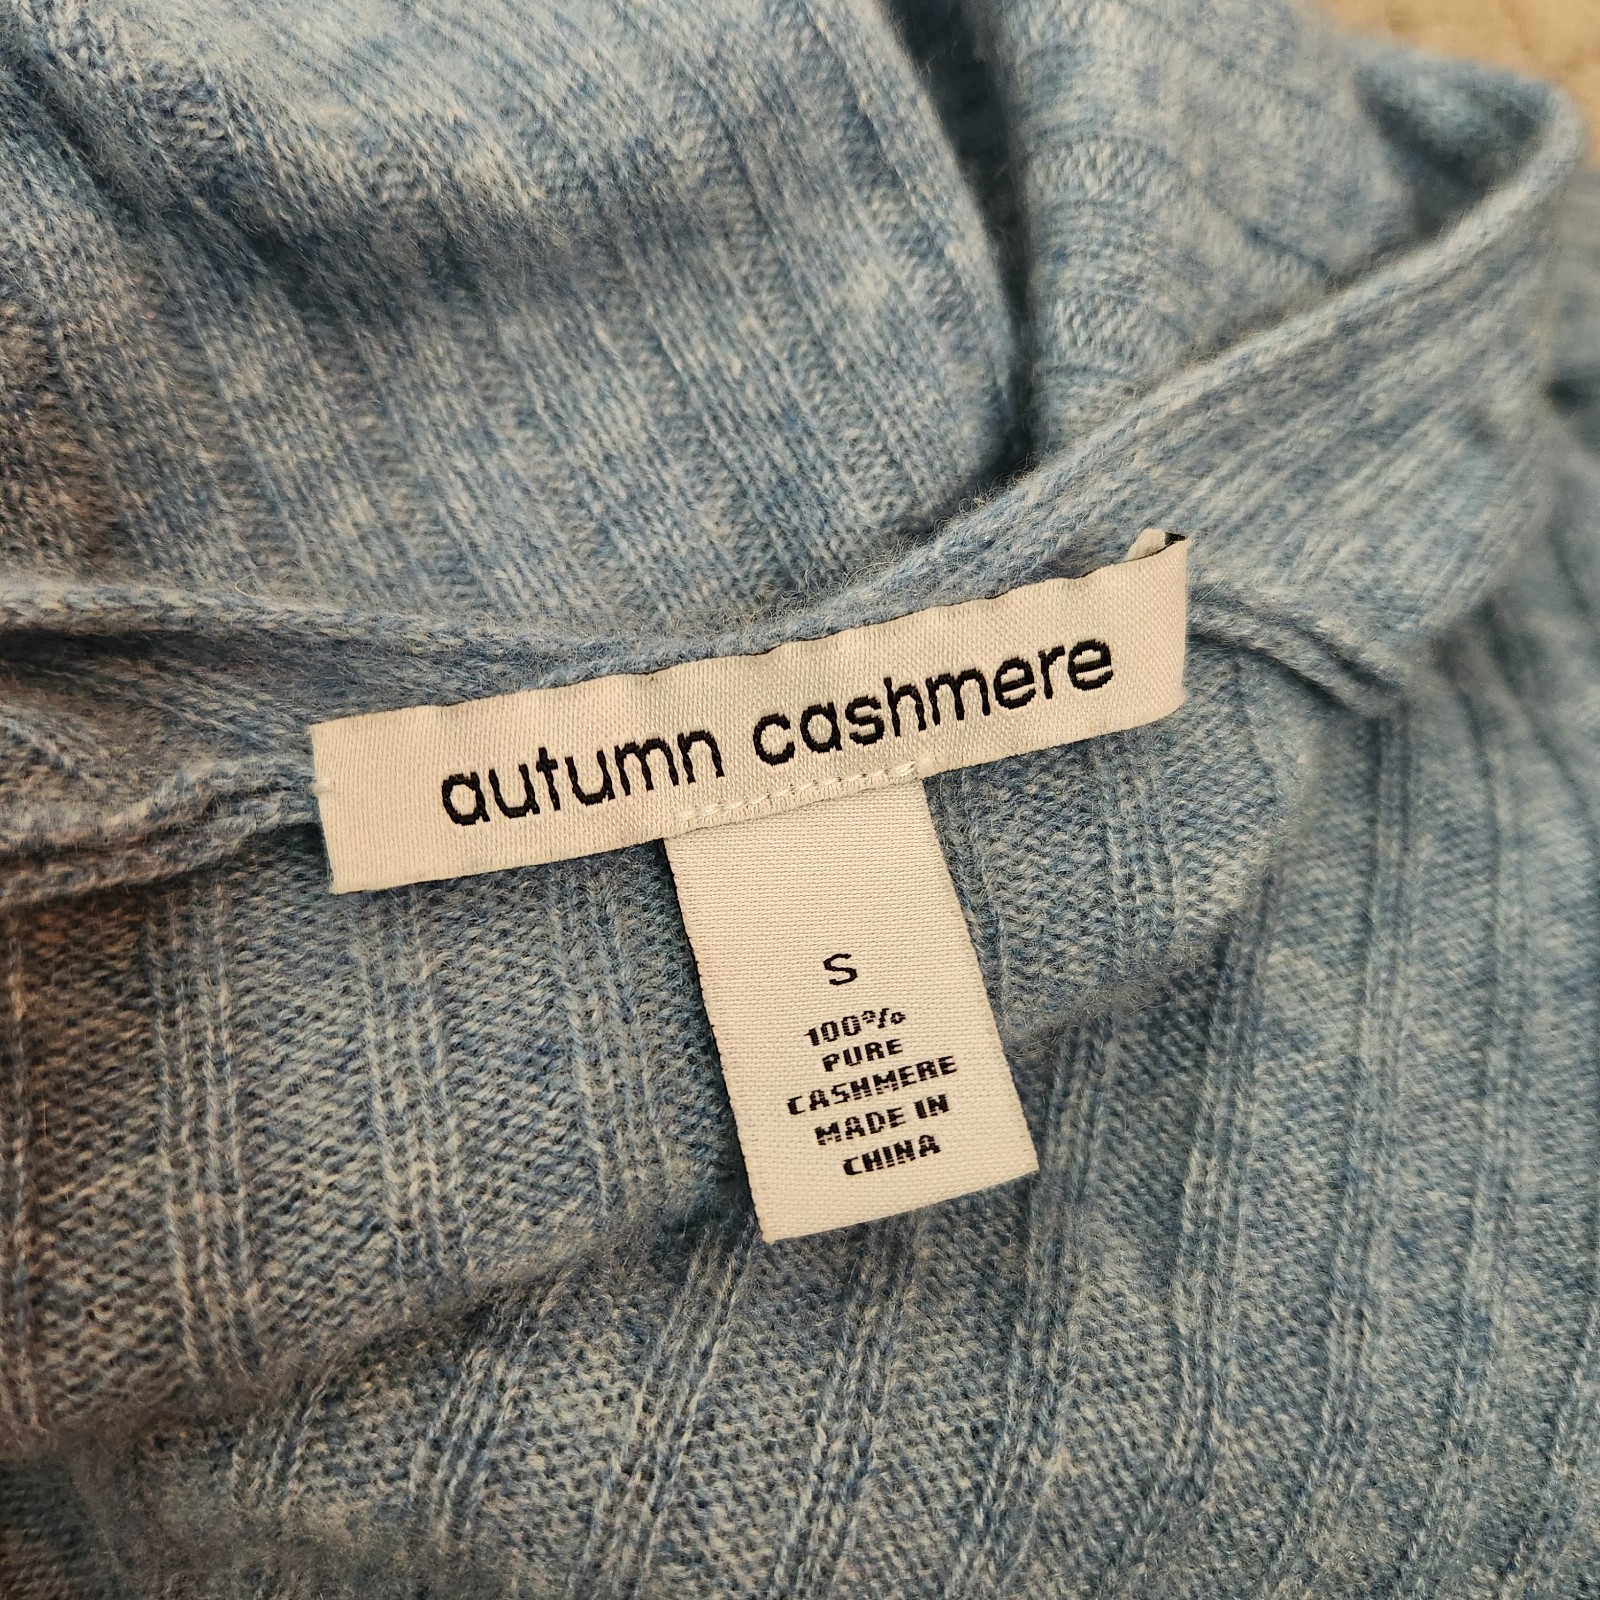 autumn cashmere
S
100%
PURE
CASHMERE
MADE IN
CHINA